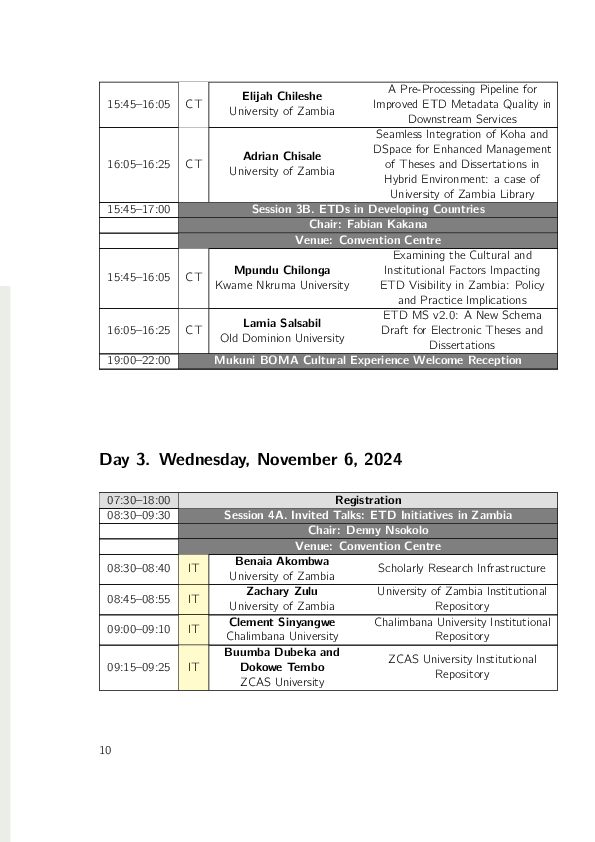 15:45–16:05 CT Elijah Chileshe
University of Zambia
A Pre-Processing Pipeline for
Improved ETD Metadata Quality in
Downstream Services
16:05–16:25 CT Adrian Chisale
University of Zambia
Seamless Integration of Koha and
DSpace for Enhanced Management
of Theses and Dissertations in
Hybrid Environment: a case of
University of Zambia Library
15:45–17:00 Session 3B. ETDs in Developing Countries
Chair: Fabian Kakana
Venue: Convention Centre
15:45–16:05 CT Mpundu Chilonga
Kwame Nkruma University
Examining the Cultural and
Institutional Factors Impacting
ETD Visibility in Zambia: Policy
and Practice Implications
16:05–16:25 CT Lamia Salsabil
Old Dominion University
ETD MS v2.0: A New Schema
Draft for Electronic Theses and
Dissertations
19:00–22:00 Mukuni BOMA Cultural Experience Welcome Reception
Day 3. Wednesday, November 6, 2024
07:30–18:00 Registration
08:30–09:30 Session 4A. Invited Talks: ETD Initiatives in Zambia
Chair: Denny Nsokolo
Venue: Convention Centre
08:30–08:40 IT Benaia Akombwa
University of Zambia
Scholarly Research Infrastructure
08:45–08:55 IT Zachary Zulu
University of Zambia
University of Zambia Institutional
Repository
09:00–09:10 IT Clement Sinyangwe
Chalimbana University
Chalimbana University Institutional
Repository
09:15–09:25 IT Buumba Dubeka and
Dokowe Tembo
ZCAS University
ZCAS University Institutional
Repository
10